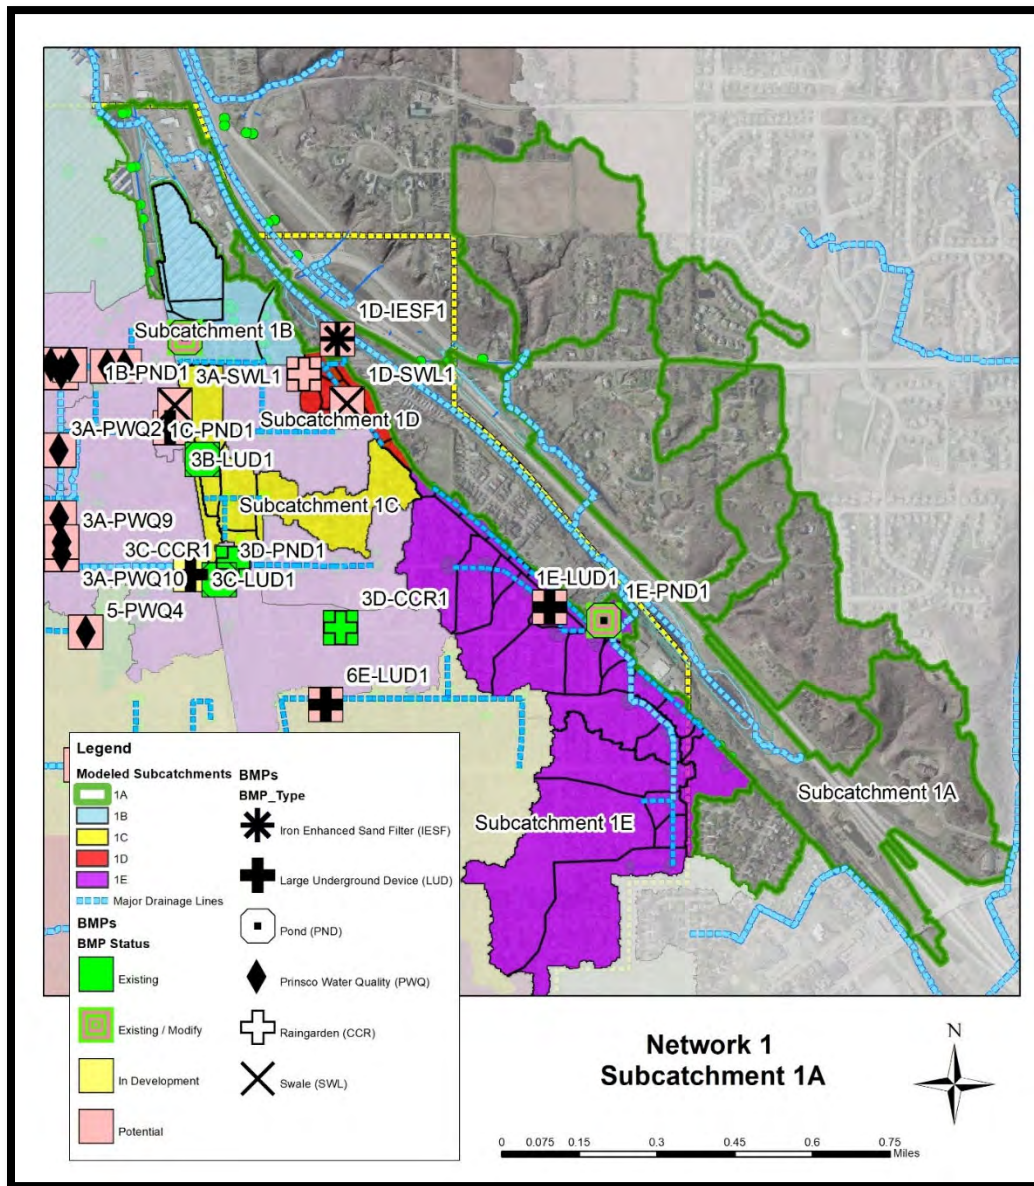 1D-IESF1
Subcatchment 1B
1B-PND1
3A-SWL1
1D-SWL1
Subcatchment 1D
3A-PWQ2
1C-PND1
3B-LUD1
Subcatchment 1C
3A-PWQ9
3C-CCR1
3D-PND1
3A-PWQ10
3C-LUD1
1E-LUD1
1E-PND1
5-PWQ4
3D-CCR1
6E-LUD1
Subcatchment 1A
Subcatchment 1E
Legend
Modeled Subcatchments
1A
1B
1C
1D
1E
Major Drainage Lines
BMPs
BMP Status
Existing
Existing / Modify
In Development
Potential
BMPs
BMP_Type
Iron Enhanced Sand Filter (IESF)
Large Underground Device (LUD)
Pond (PND)
Prinsco Water Quality (PWQ)
Raingarden (CCR)
Swale (SWL)
Network 1
Subcatchment 1A
N
0 0.075 0.15 0.3 0.45 0.6 0.75
Miles